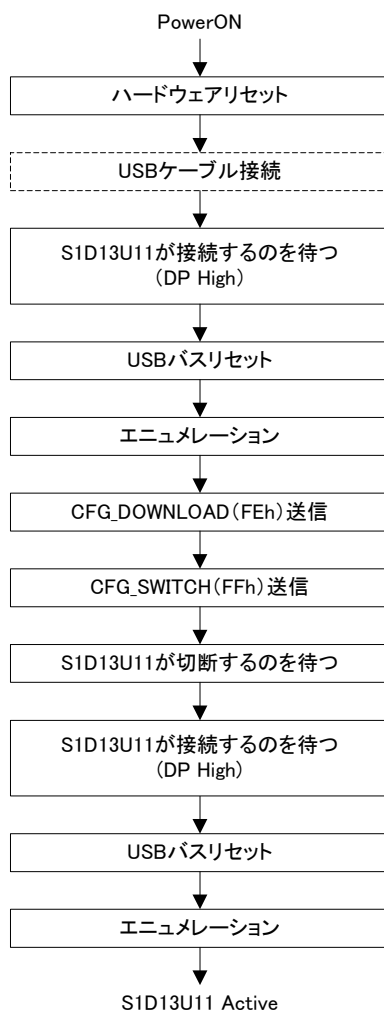 PowerON
ハードウェアリセット
USBケーブル接続
S1D13U11が接続するのを待つ
(DP High)
USBバスリセット
エニュメレーション
CFG_DOWNLOAD(FEh)送信
CFG_SWITCH(FFh)送信
S1D13U11が切断するのを待つ
S1D13U11が接続するのを待つ
(DP High)
USBバスリセット
エニュメレーション
S1D13U11 Active